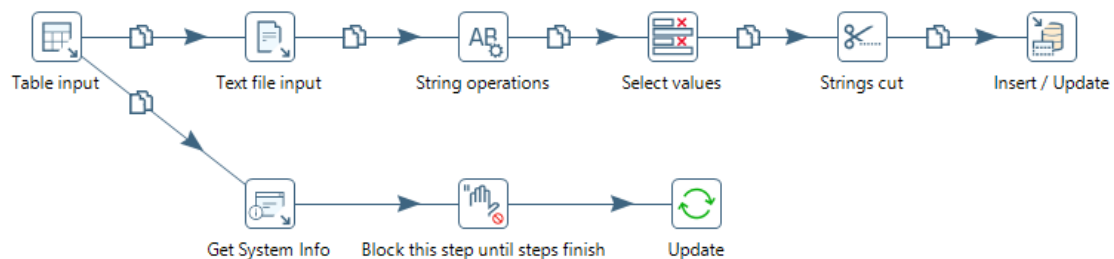 Table input
Text file input
String operations
Select values
Strings cut
Insert / Update
Get System Info
Block this step until steps finish
Update